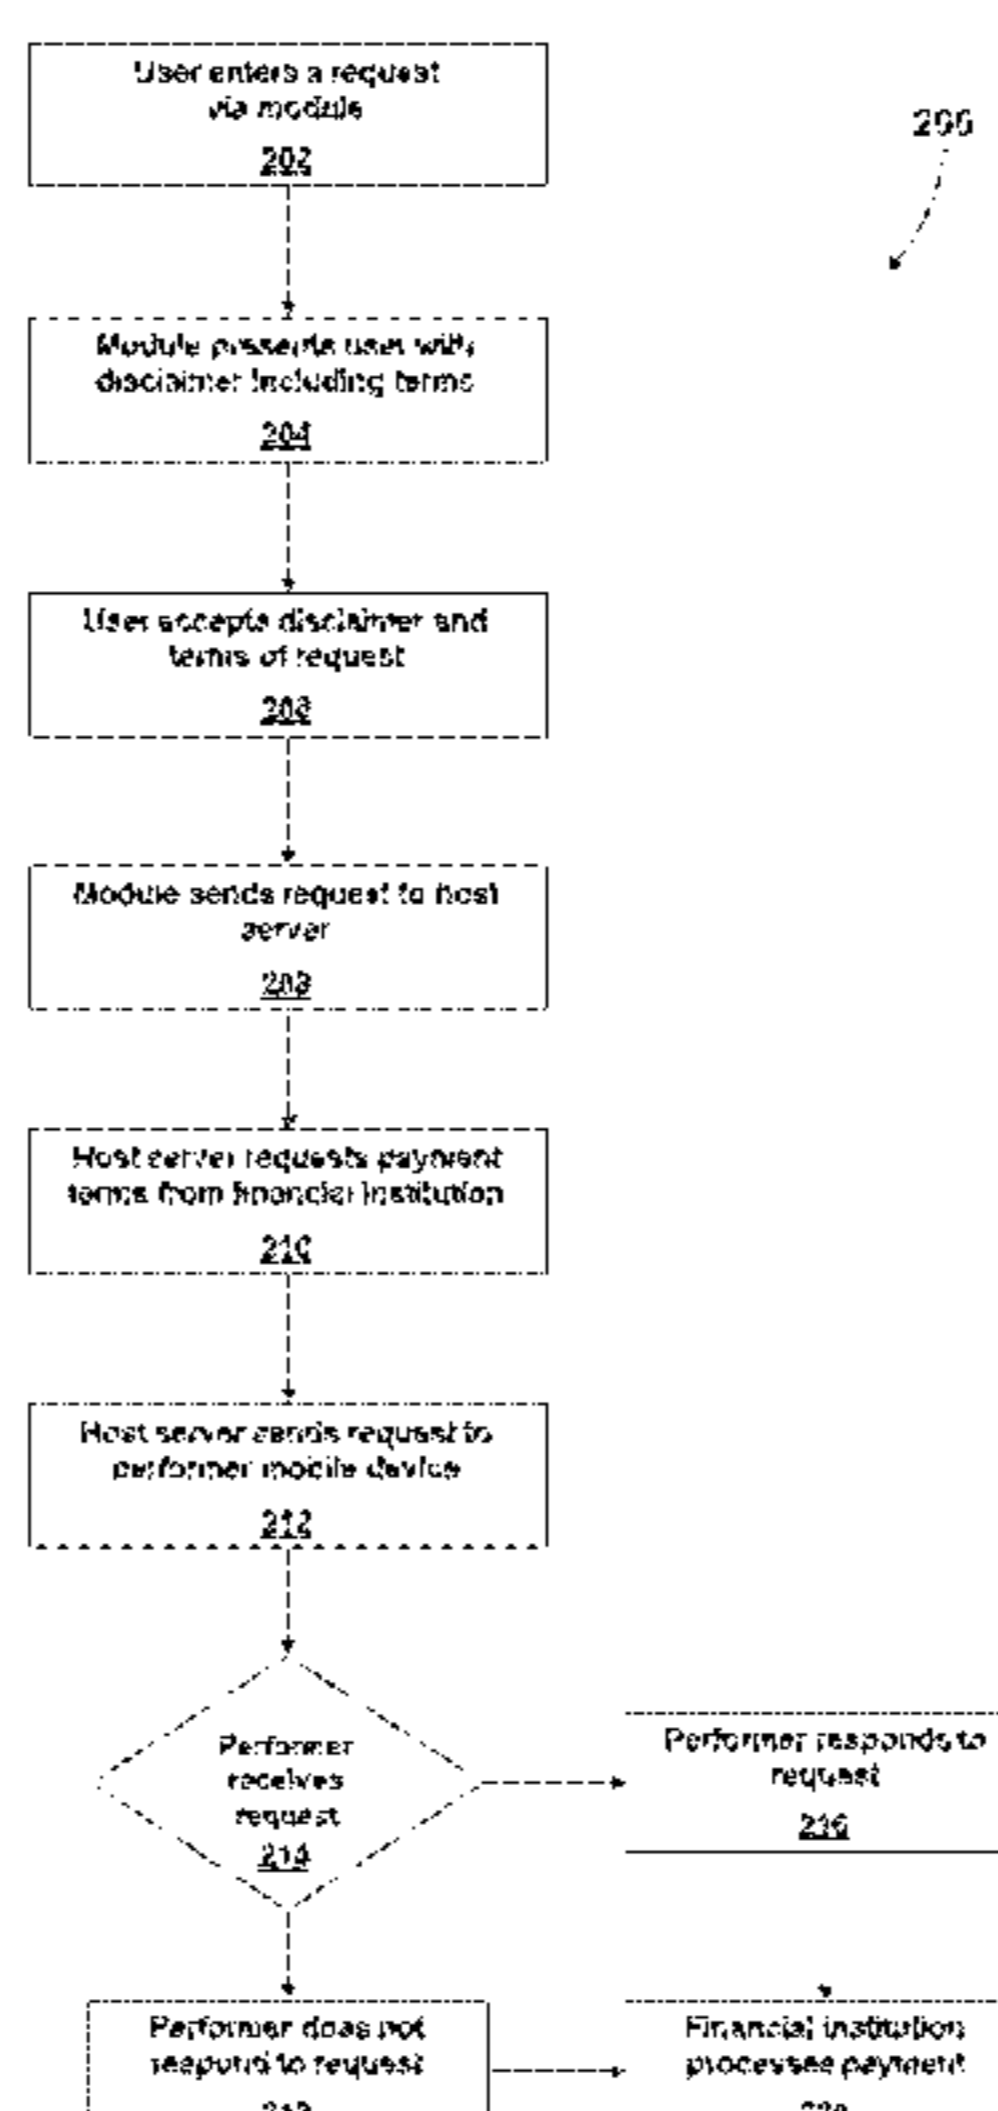 User enters a request
via module
202
200
Module presents user with
disclaimer including terms
204
User accepts disclaimer and
terms of request
206
Module sends request to host
server
208
Host server requests payment
terms from financial institution
210
Host server sends request to
performer mobile device
212
Performer
receives
request
214
Performer responds to
request
216
Performer does not
respond to request
Financial institution
processes payment